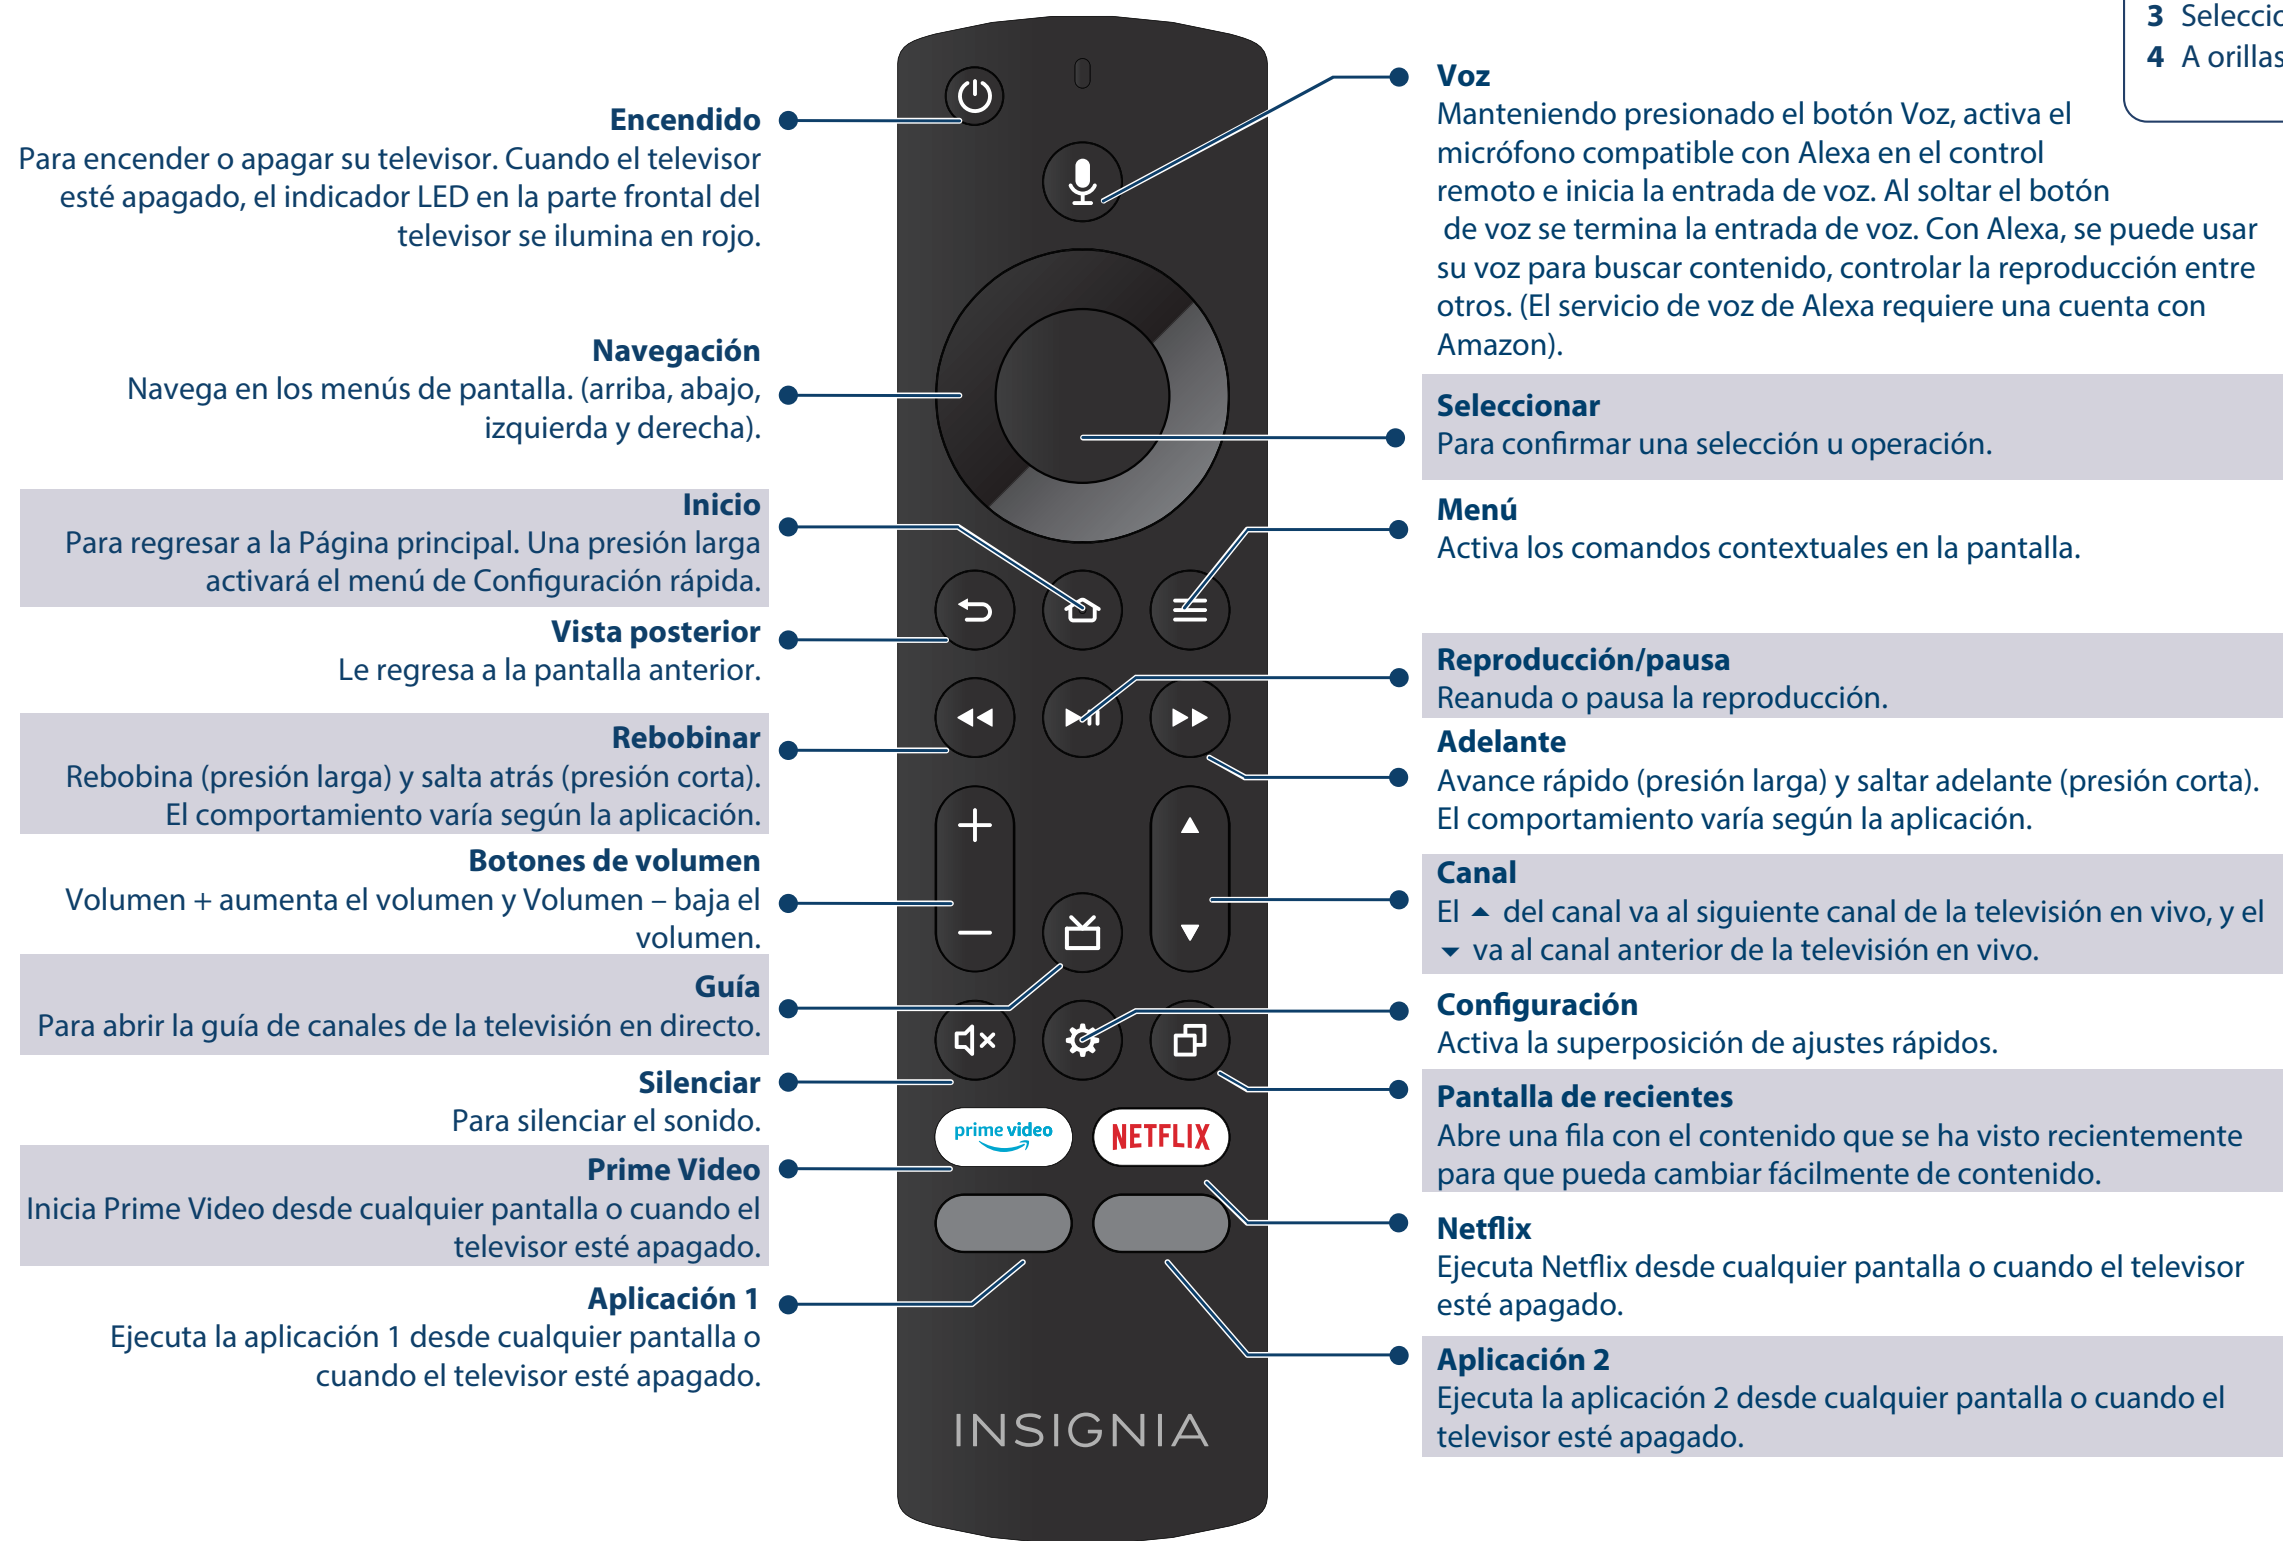 3 Seleccio
4 A orillas
Encendido
Para encender o apagar su televisor. Cuando el televisor
esté apagado, el indicador LED en la parte frontal del
televisor se ilumina en rojo.
Navegación
Navega en los menús de pantalla. (arriba, abajo,
izquierda y derecha).
Inicio
Para regresar a la Página principal. Una presión larga
activará el menú de Configuración rápida.
Vista posterior
Le regresa a la pantalla anterior.
Rebobinar
Rebobina (presión larga) y salta atrás (presión corta).
El comportamiento varía según la aplicación.
Botones de volumen
Volumen + aumenta el volumen y Volumen – baja el
volumen.
Guía
Para abrir la guía de canales de la televisión en directo.
Silenciar
Para silenciar el sonido.
Prime Video
Inicia Prime Video desde cualquier pantalla o cuando el
televisor esté apagado.
Aplicación 1
Ejecuta la aplicación 1 desde cualquier pantalla o
cuando el televisor esté apagado.
prime video
NETFLIX
INSIGNIA
Voz
Manteniendo presionado el botón Voz, activa el
micrófono compatible con Alexa en el control
remoto e inicia la entrada de voz. Al soltar el botón
de voz se termina la entrada de voz. Con Alexa, se puede usar
su voz para buscar contenido, controlar la reproducción entre
otros. (El servicio de voz de Alexa requiere una cuenta con
Amazon).
Seleccionar
Para confirmar una selección u operación.
Menú
Activa los comandos contextuales en la pantalla.
Reproducción/pausa
Reanuda o pausa la reproducción.
Adelante
Avance rápido (presión larga) y saltar adelante (presión corta).
El comportamiento varía según la aplicación.
Canal
El ▲ del canal va al siguiente canal de la televisión en vivo, y el
▼ va al canal anterior de la televisión en vivo.
Configuración
Activa la superposición de ajustes rápidos.
Pantalla de recientes
Abre una fila con el contenido que se ha visto recientemente
para que pueda cambiar fácilmente de contenido.
Netflix
Ejecuta Netflix desde cualquier pantalla o cuando el televisor
esté apagado.
Aplicación 2
Ejecuta la aplicación 2 desde cualquier pantalla o cuando el
televisor esté apagado.